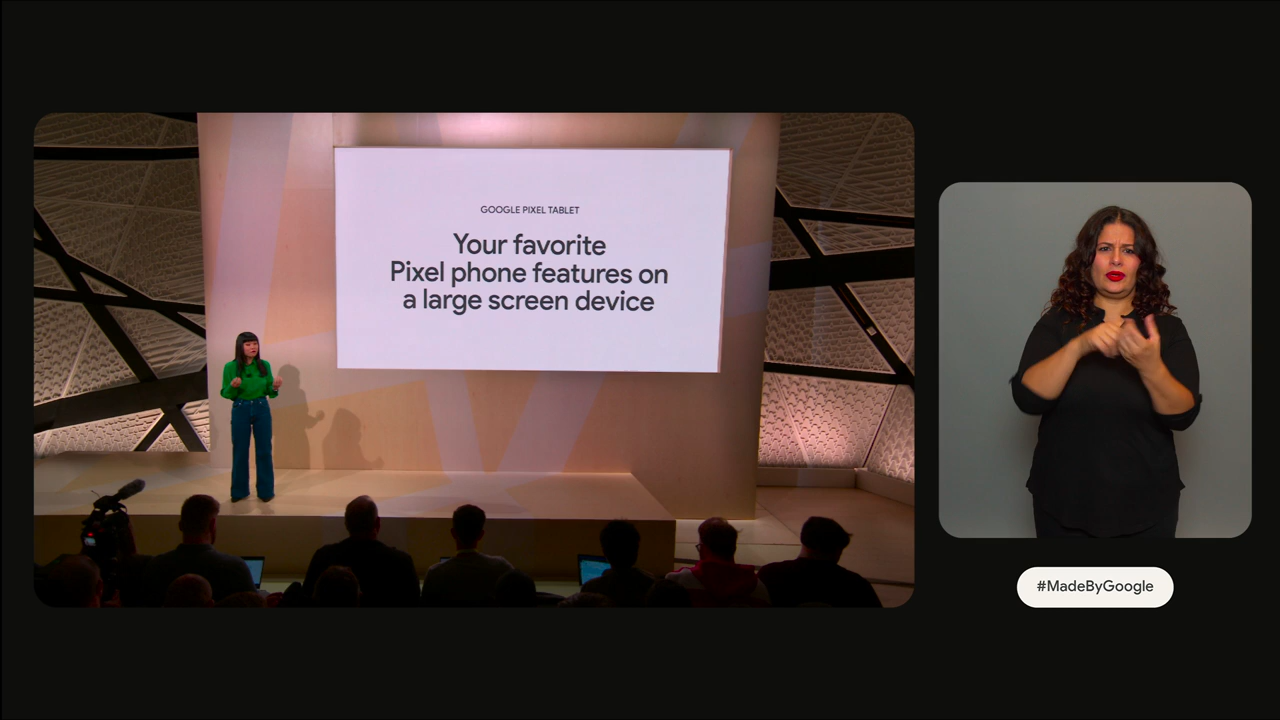 GOOGLE PIXEL TABLET
Your favorite
Pixel phone features on
a large screen device
#MadeByGoogle